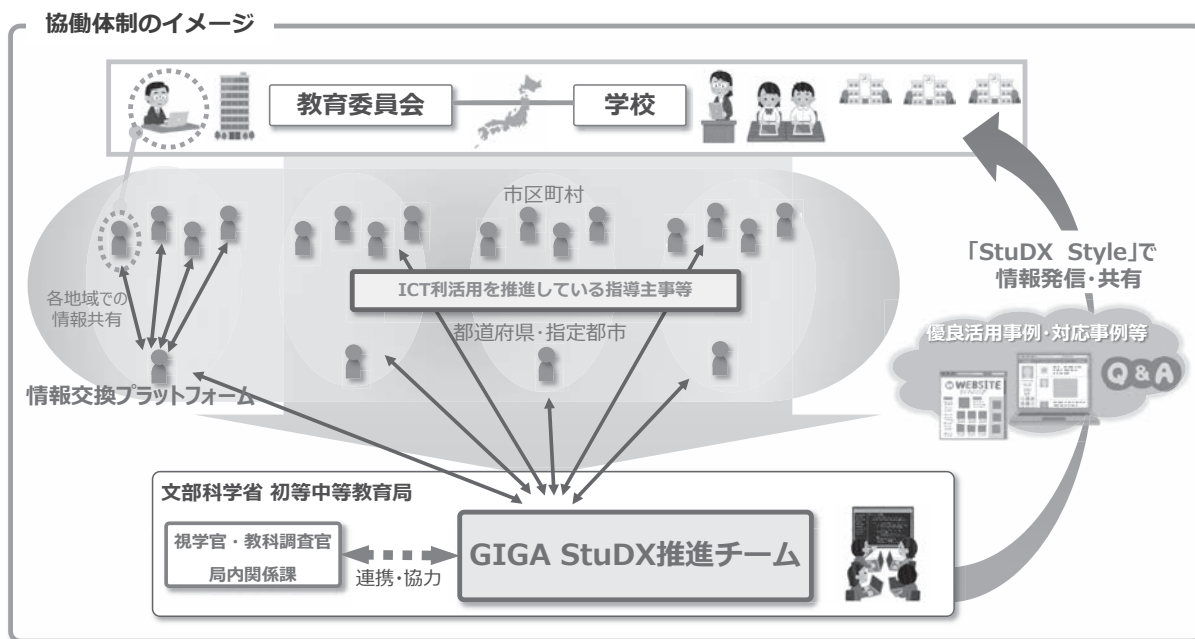 協働体制のイメージ
教育委員会
学校
市区町村
「StuDX Style」で
情報発信・共有
各地域での
情報共有
ICT利活用を推進している指導主事等
都道府県・指定都市
優良活用事例・対応事例等
WEBSITE
Q&A
情報交換プラットフォーム
文部科学省 初等中等教育局
視学官・教科調査官
局内関係課
連携・協力
GIGA StuDX推進チーム